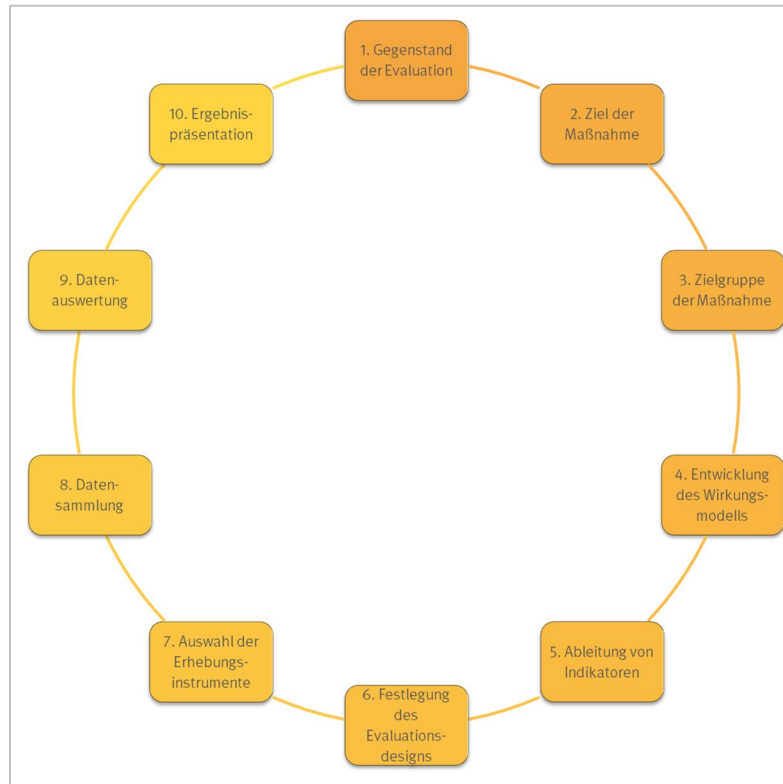 1. Gegenstand
der Evaluation
2. Ziel der
Maßnahme
3. Zielgruppe
der Maßnahme
4. Entwicklung
des Wirkungs-
modells
5. Ableitung von
Indikatoren
6. Festlegung
des
Evaluations-
designs
7. Auswahl der
Erhebungs-
instrumente
8. Daten-
sammlung
9. Daten-
auswertung
10. Ergebnis-
präsentation